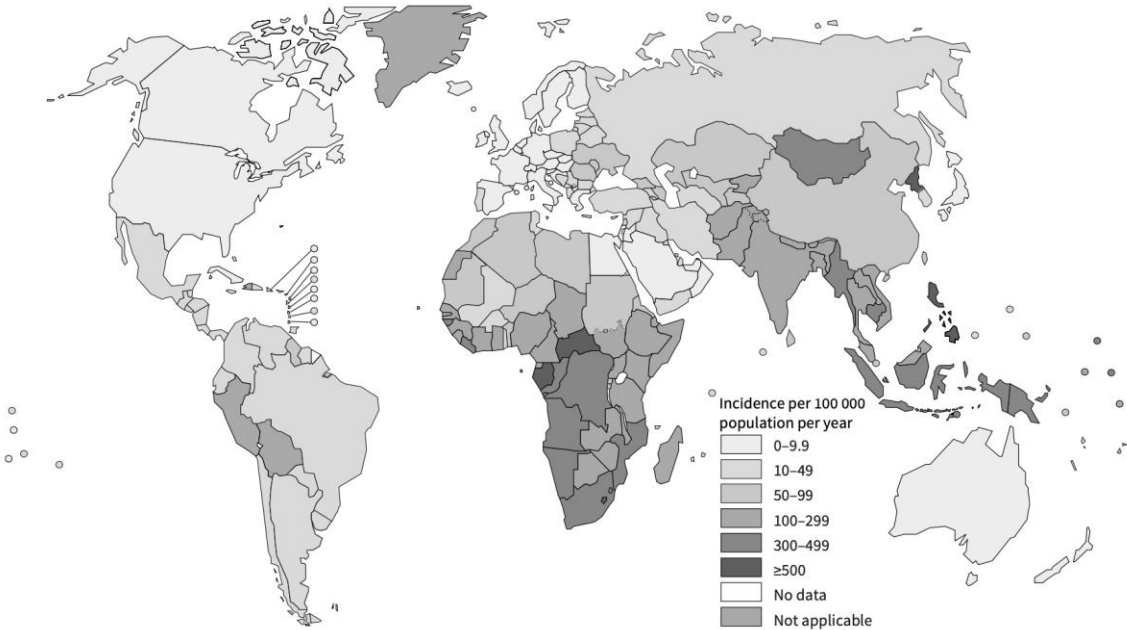 Incidence per 100 000
population per year
0–9.9
10–49
50–99
100–299
300–499
≥500
No data
Not applicable